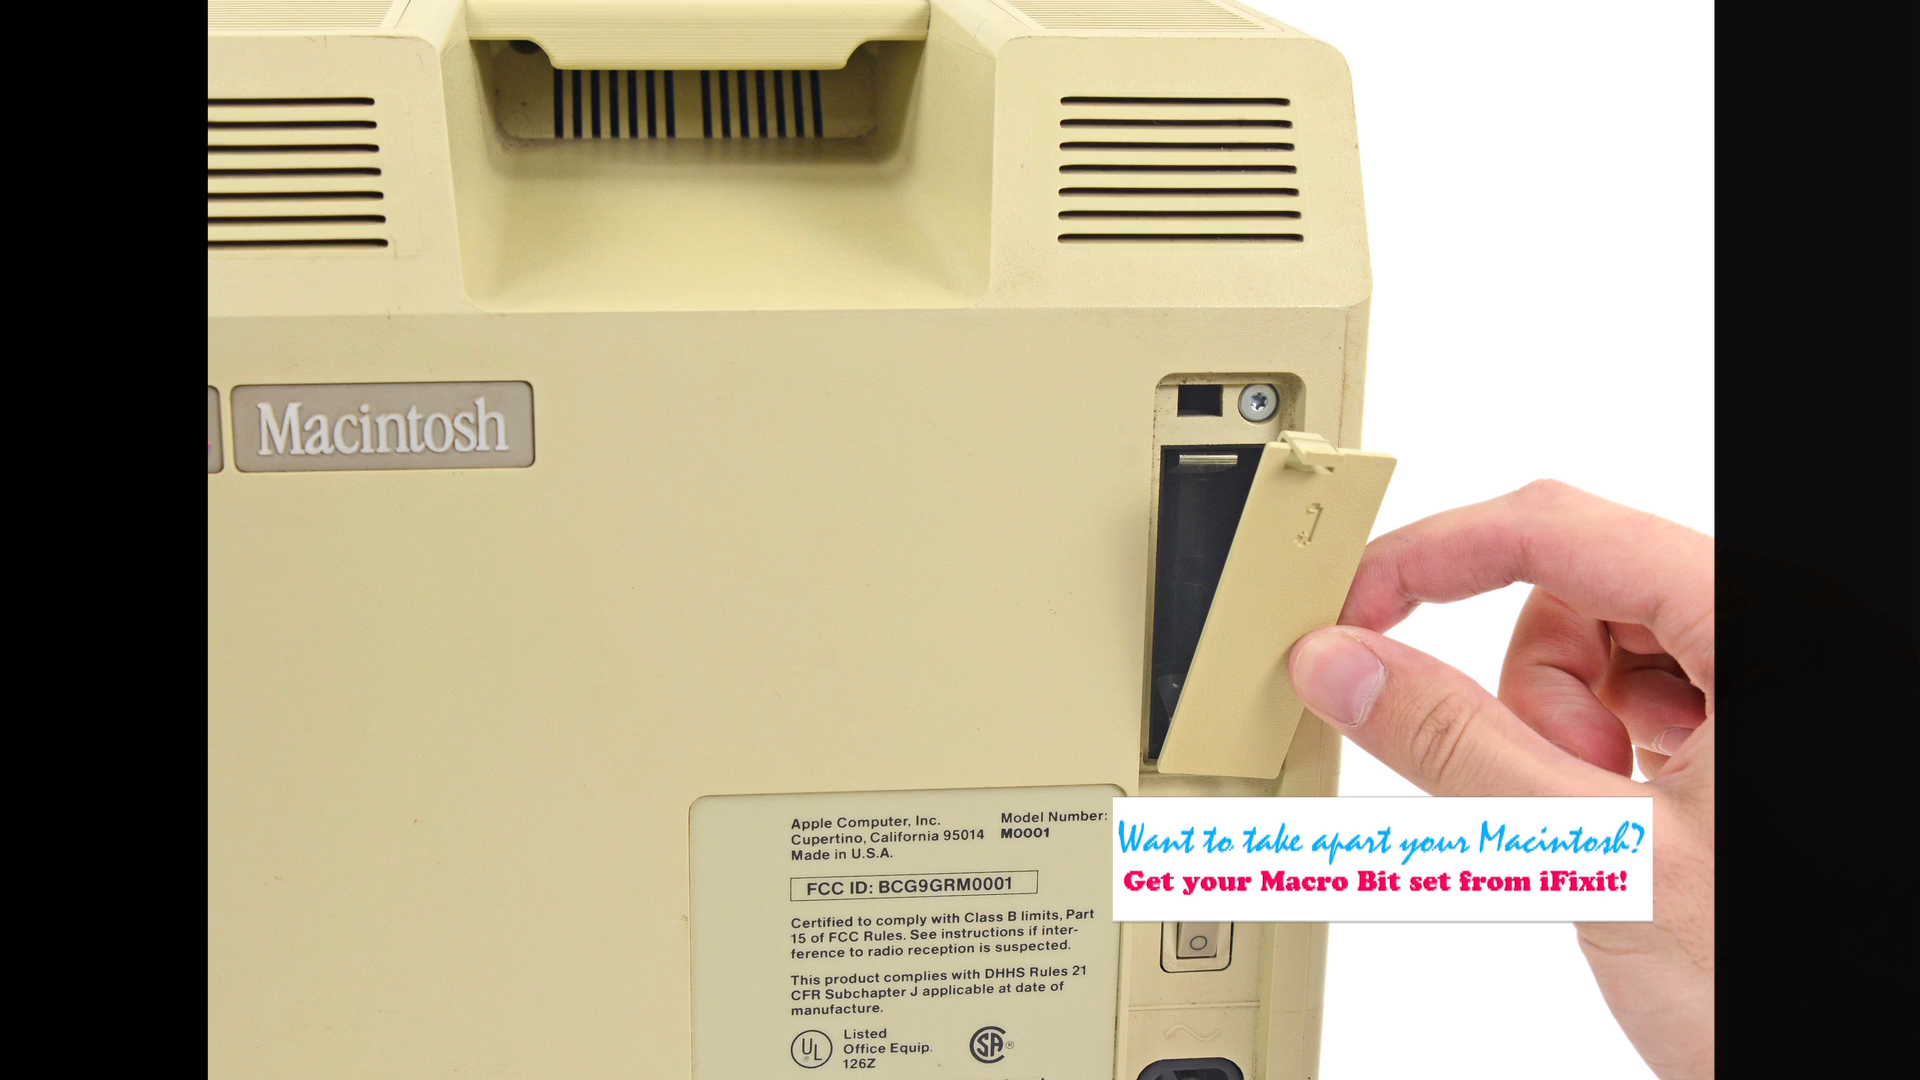 Macintosh
Apple Computer, Inc.
Cupertino, California 95014
Made in U.S.A.
Model Number:
M0001
FCC ID: BCG9GRM0001
Certified to comply with Class B limits, Part
15 of FCC Rules. See instructions if inter-
ference to radio reception is suspected.
This product complies with DHHS Rules 21
CFR Subchapter J applicable at date of
manufacture.
UL
Listed
Office Equip.
126Z
SA®
Want to take apart your Macintosh?
Get your Macro Bit set from iFixit!